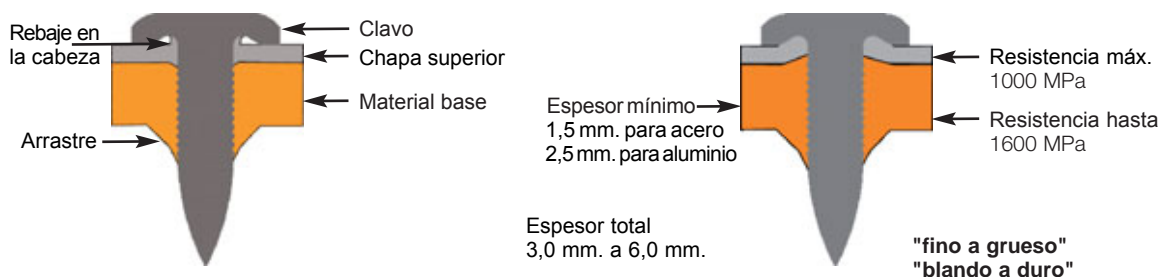 Rebaje en
la cabeza
Clavo
Chapa superior
Material base
Arrastre
Espesor mínimo
1,5 mm. para acero
2,5 mm. para aluminio
Espesor total
3,0 mm. a 6,0 mm.
Resistencia máx.
1000 MPa
Resistencia hasta
1600 MPa
"fino a grueso"
"blando a duro"